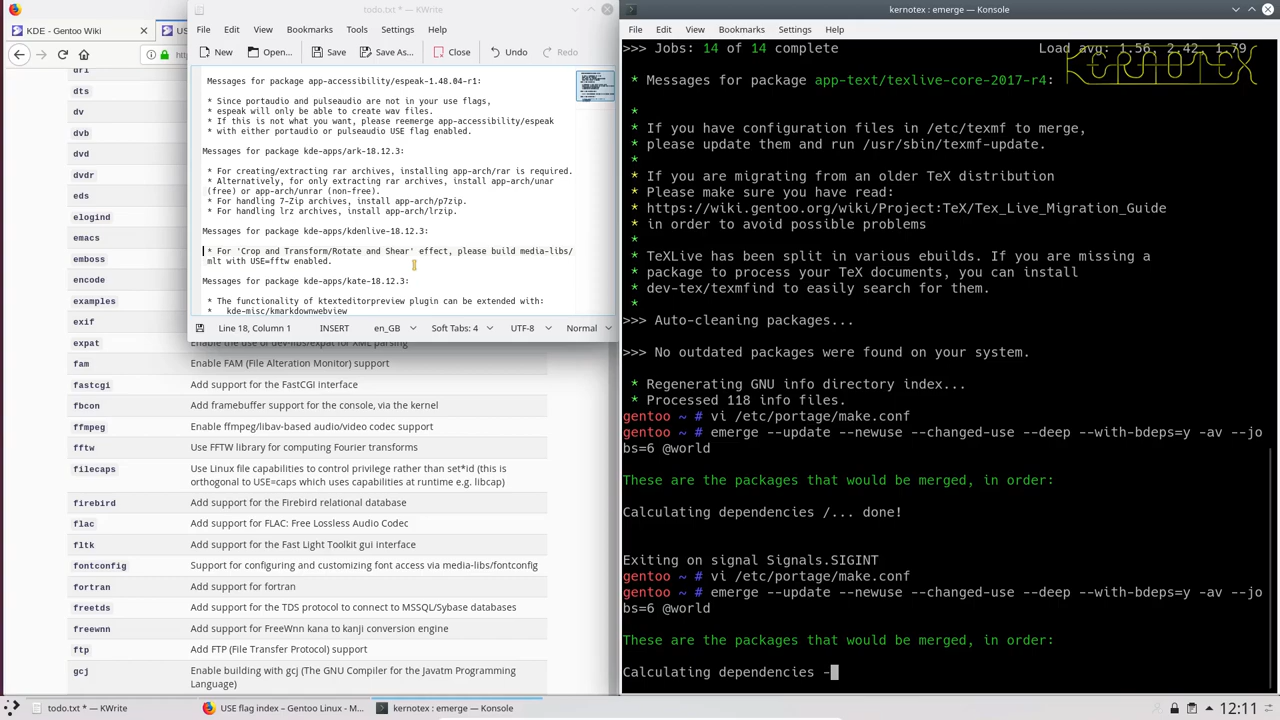 KDE - Gentoo Wiki
US
todo.txt * — KWrite
File Edit View Bookmarks Tools Settings Help
New Open... Save Save As... Close Undo Redo
Messages for package app-accessibility/
ak-1.48.04-r1:
* Since portaudio and pulseaudio are not in your use flags,
* espeak will only be able to create wav files.
* If this is not what you want, please reemerge app-accessibility/espeak
* with either portaudio or pulseaudio USE flag enabled.
Messages for package kde-apps/ark-18.12.3:
* For creating/extracting rar archives, installing app-arch/rar is required.
* Alternatively, for only extracting rar archives, install app-arch/unar
(free) or app-arch/unrar (non-free).
* For handling 7-Zip archives, install app-arch/p7zip.
* For handling lrz archives, install app-arch/lrzip.
Messages for package kde-apps/kdenlive-18.12.3:
* For 'Crop and Transform/Rotate and Shear' effect, please build media-libs/
mlt with USE=fftw enabled.
Messages for package kde-apps/kate-18.12.3:
* The functionality of ktexteditorpreview plugin can be extended with:
* kde-misc/kmarkdownwebview
Line 18, Column 1 INSERT en_GB Soft Tabs: 4 UTF-8 Normal
dri
dts
dv
dvb
dvd
dvdr
eds
elogind
emacs
emboss
encode
examples
exif
expat Enable the use of dev-libs/expat for XML parsing
fam Enable FAM (File Alteration Monitor) support
fastcgi Add support for the FastCGI interface
fbcon Add framebuffer support for the console, via the kernel
ffmpeg Enable ffmpeg/libav-based audio/video codec support
fftw Use FFTW library for computing Fourier transforms
filecaps Use Linux file capabilities to control privilege rather than set*id (this is
orthogonal to USE=caps which uses capabilities at runtime e.g. libcap)
firebird Add support for the Firebird relational database
flac Add support for FLAC: Free Lossless Audio Codec
fltk Add support for the Fast Light Toolkit gui interface
fontconfig Support for configuring and customizing font access via media-libs/fontconfig
fortran Add support for fortran
freetds Add support for the TDS protocol to connect to MSSQL/Sybase databases
freewnn Add support for FreeWnn kana to kanji conversion engine
ftp Add FTP (File Transfer Protocol) support
gcj Enable building with gcj (The GNU Compiler for the Javatm Programming
Language)
kernotex : emerge — Konsole
File Edit View Bookmarks Settings Help
>>> Jobs: 14 of 14 complete Load avg: 1.56, 2.42, 1.79
KERNOTEX
* Messages for package app-text/texlive-core-2017-r4:
*
* If you have configuration files in /etc/texmf to merge,
* please update them and run /usr/sbin/texmf-update.
*
* If you are migrating from an older TeX distribution
* Please make sure you have read:
* https://wiki.gentoo.org/wiki/Project:TeX/Tex_Live_Migration_Guide
* in order to avoid possible problems
*
* TeXLive has been split in various ebuilds. If you are missing a
* package to process your TeX documents, you can install
* dev-tex/texmfind to easily search for them.
*
>>> Auto-cleaning packages...
>>> No outdated packages were found on your system.
* Regenerating GNU info directory index...
* Processed 118 info files.
gentoo ~ # vi /etc/portage/make.conf
gentoo ~ # emerge --update --newuse --changed-use --deep --with-bdeps=y -av --jo
bs=6 @world
These are the packages that would be merged, in order:
Calculating dependencies /... done!
Exiting on signal Signals.SIGINT
gentoo ~ # vi /etc/portage/make.conf
gentoo ~ # emerge --update --newuse --changed-use --deep --with-bdeps=y -av --jo
bs=6 @world
These are the packages that would be merged, in order:
Calculating dependencies -
todo.txt * — KWrite USE flag index – Gentoo Linux - M... kernotex : emerge — Konsole 12:11